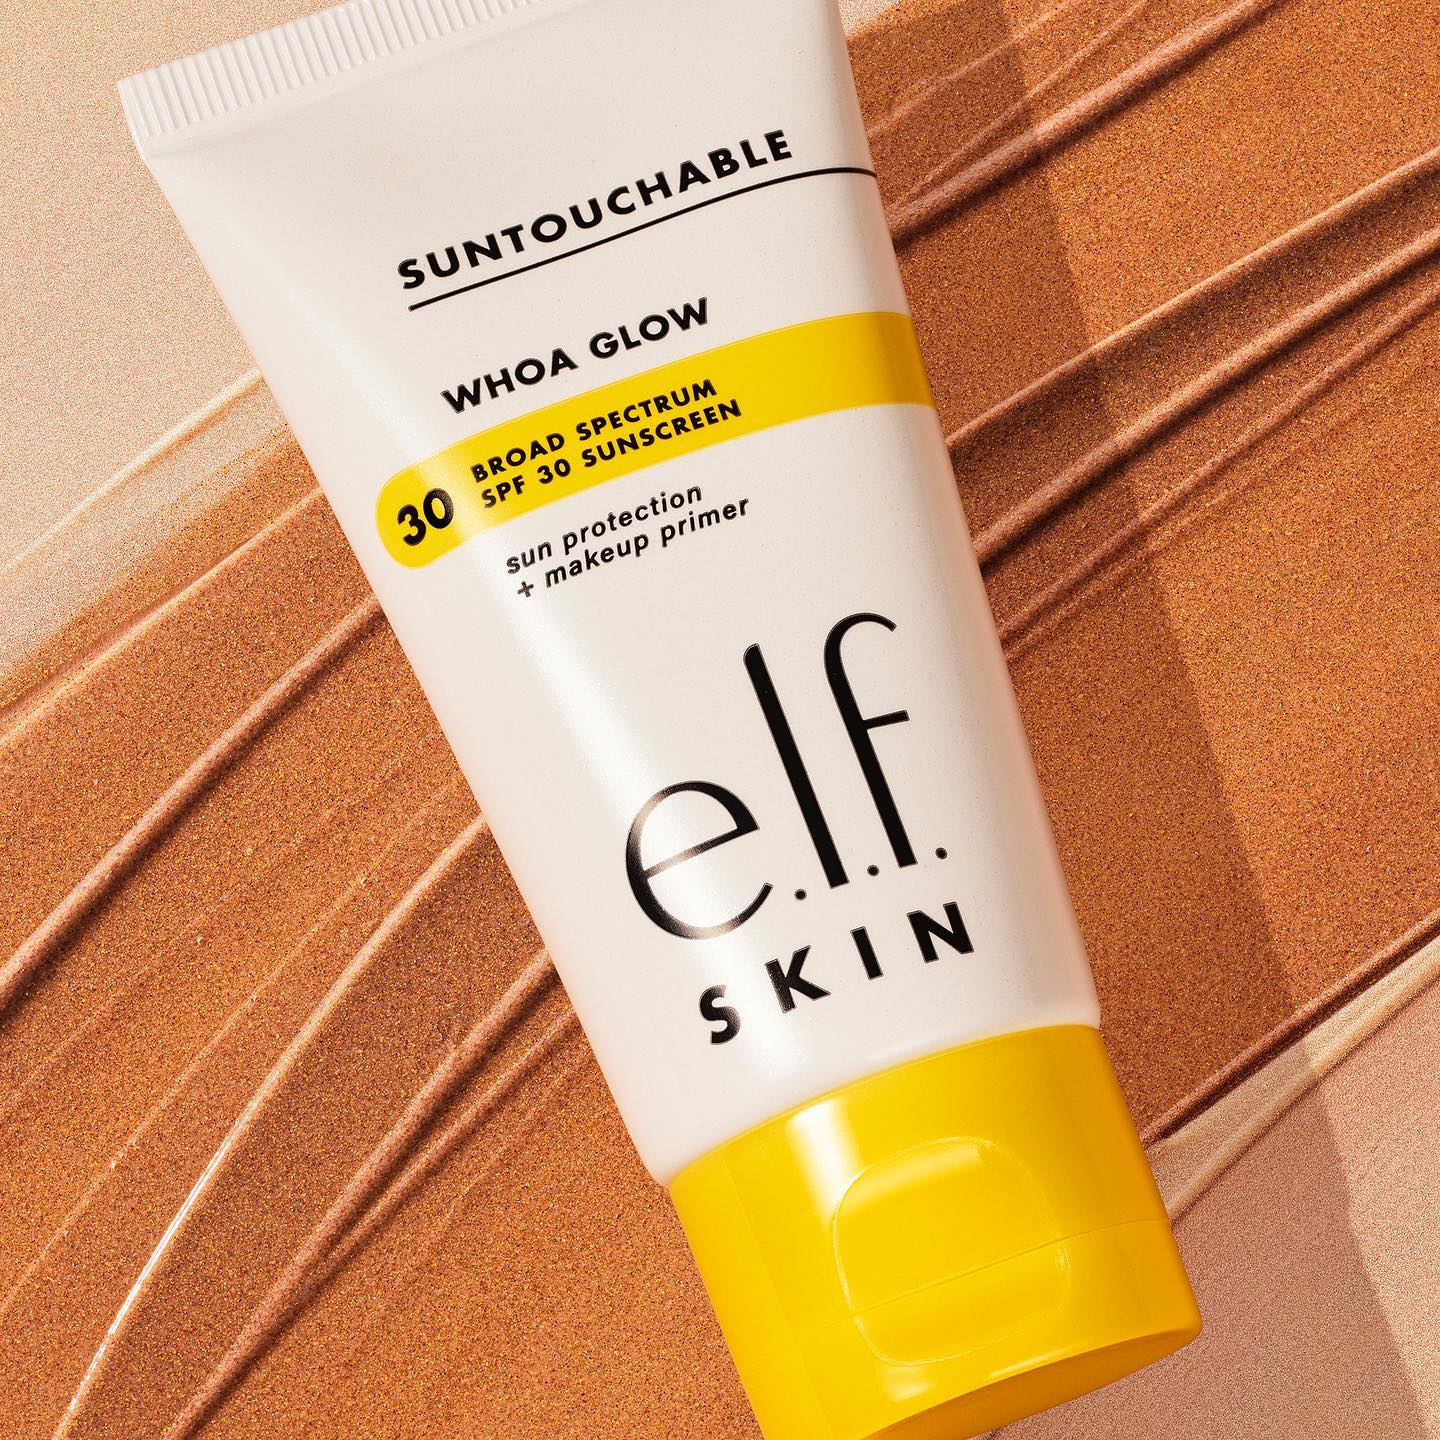 SUNTOUCHABLE
WHOA GLOW
30
BROAD SPECTRUM
SPF 30 SUNSCREEN
sun protection
+ makeup primer
e.l.f.
SKIN